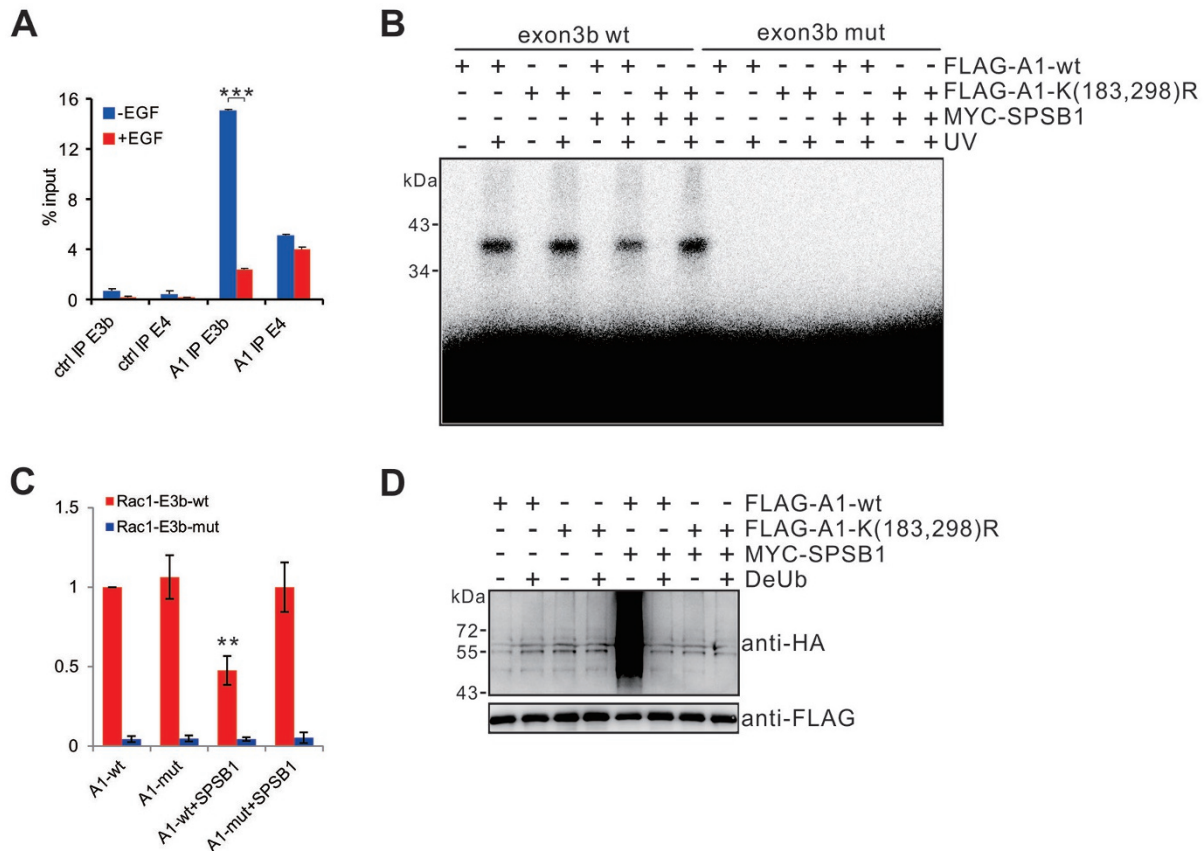 A
16
12
8
4
0
% input
-EGF
+EGF
***
ctrl IP E3b
ctrl IP E4
A1 IP E3b
A1 IP E4
B
exon3b wt exon3b mut
+ + - - + + - - + + - - + + - - FLAG-A1-wt
- - + + - - + + - - + + - - + + FLAG-A1-K(183,298)R
- - - - + + + + - - - - + + + + MYC-SPSB1
- + - + - + - + - + - + - + - + UV
kDa
43-
34-
C
Rac1-E3b-wt
Rac1-E3b-mut
1.5
1
0.5
0
**
A1-wt
A1-mut
A1-wt+SPSB1
A1-mut+SPSB1
D
+ + - - + + - - FLAG-A1-wt
- - + + - - + + FLAG-A1-K(183,298)R
- - - - + + + + MYC-SPSB1
- + - + - + - + DeUb
kDa
72-
55-
43-
anti-HA
anti-FLAG